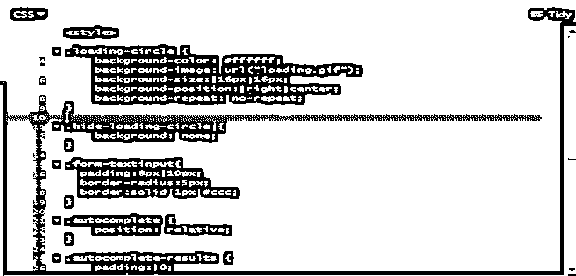 CSS ▾
Tidy
<style>
.loading-circle {
background-color: #ffffff;
background-image: url("loading.gif");
background-size: 16px 16px;
background-position: right center;
background-repeat: no-repeat;
}
.hide-loading-circle {
background: none;
}
.form-textinput{
padding:8px 10px;
border-radius:5px;
border:solid 1px #ccc;
}
.autocomplete {
position: relative;
}
.autocomplete-results {
padding: 0;